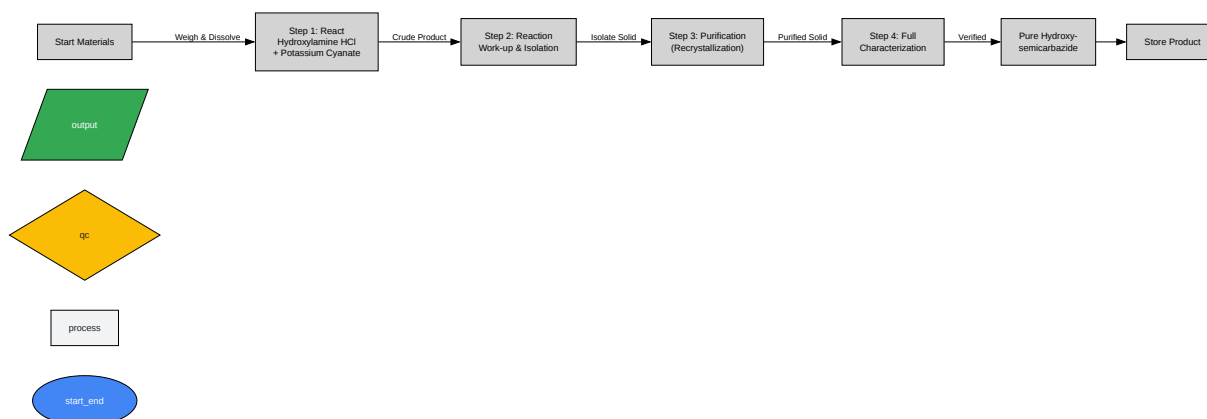 Start Materials
Weigh & Dissolve
Step 1: React
Hydroxylamine HCl
+ Potassium Cyanate
Crude Product
Step 2: Reaction
Work-up & Isolation
Isolate Solid
Step 3: Purification
(Recrystallization)
Purified Solid
Step 4: Full
Characterization
Verified
Pure Hydroxy-
semicarbazide
Store Product
output
qc
process
start_end